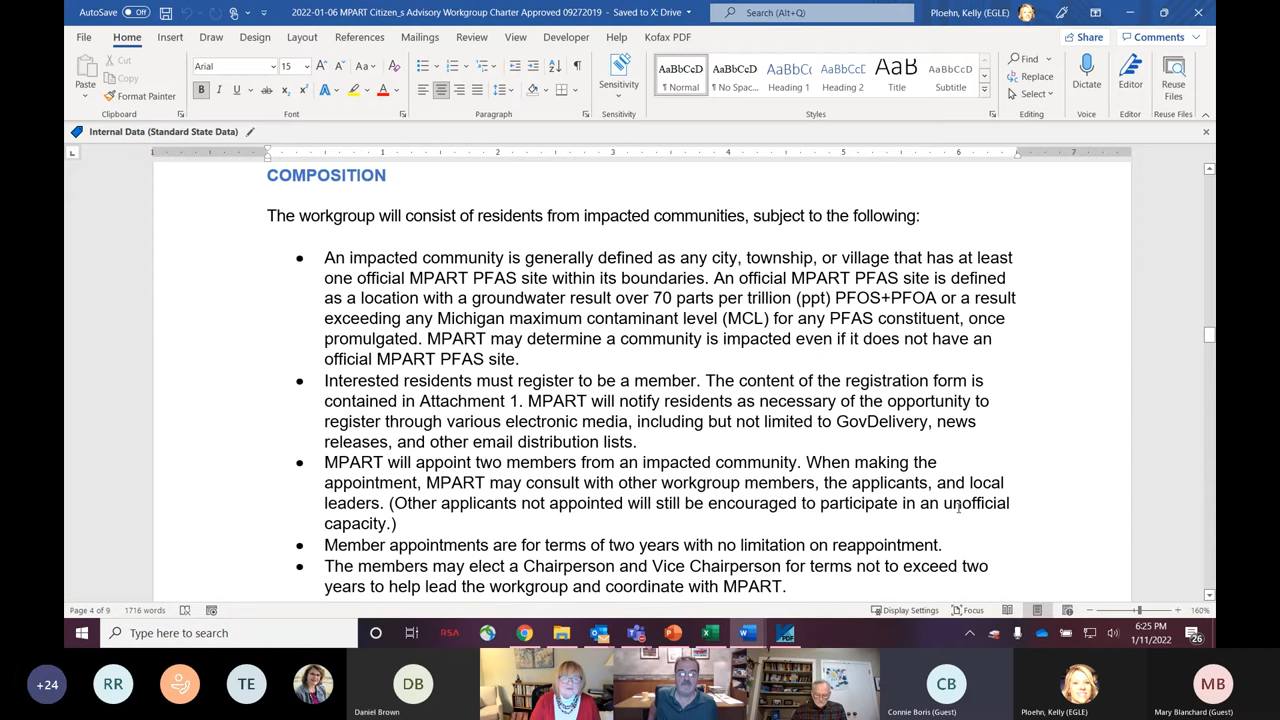 AutoSave Off 2022-01-06 MPART Citizen_s Advisory Workgroup Charter Approved 09272019 - Saved to X: Drive Search (Alt+Q) Ploehn, Kelly (EGLE)
File Home Insert Draw Design Layout References Mailings Review View Developer Help Kofax PDF Share Comments
Paste Cut Copy Format Painter
Arial 15
AaBbCcD AaBbCcD AaBbC AaBbCcD AaB AaBbCcD
Normal No Spac... Heading 1 Heading 2 Title Subtitle
Sensitivity
Find Replace Select
Dictate Editor Reuse Files
Clipboard Font Paragraph Sensitivity Styles Editing Voice Editor Reuse Files
Internal Data (Standard State Data)
1 1 2 3 4 5 6 7
COMPOSITION
The workgroup will consist of residents from impacted communities, subject to the following:
• An impacted community is generally defined as any city, township, or village that has at least
one official MPART PFAS site within its boundaries. An official MPART PFAS site is defined
as a location with a groundwater result over 70 parts per trillion (ppt) PFOS+PFOA or a result
exceeding any Michigan maximum contaminant level (MCL) for any PFAS constituent, once
promulgated. MPART may determine a community is impacted even if it does not have an
official MPART PFAS site.
• Interested residents must register to be a member. The content of the registration form is
contained in Attachment 1. MPART will notify residents as necessary of the opportunity to
register through various electronic media, including but not limited to GovDelivery, news
releases, and other email distribution lists.
• MPART will appoint two members from an impacted community. When making the
appointment, MPART may consult with other workgroup members, the applicants, and local
leaders. (Other applicants not appointed will still be encouraged to participate in an unofficial
capacity.)
• Member appointments are for terms of two years with no limitation on reappointment.
• The members may elect a Chairperson and Vice Chairperson for terms not to exceed two
years to help lead the workgroup and coordinate with MPART.
Page 4 of 9 1716 words Display Settings Focus 160%
Type here to search RSA 6:25 PM
1/11/2022 26
+24 RR TE DB CB MB
Daniel Brown Connie Boris (Guest) Ploehn, Kelly (EGLE) Mary Blanchard (Guest)